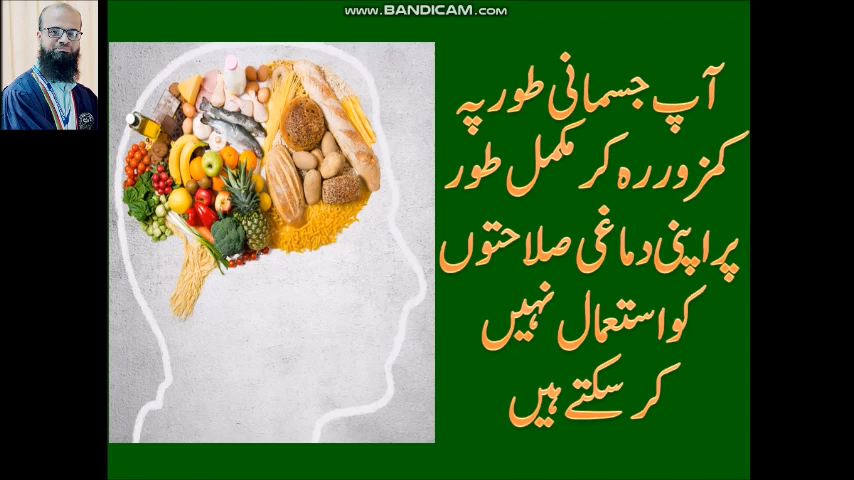 WWW.BANDICAM.COM
آپ جسمانی طور پہ
کمزور رہ کر مکمل طور
پر اپنی دماغی صلاحتوں
کو استعمال نہیں
کر سکتے ہیں